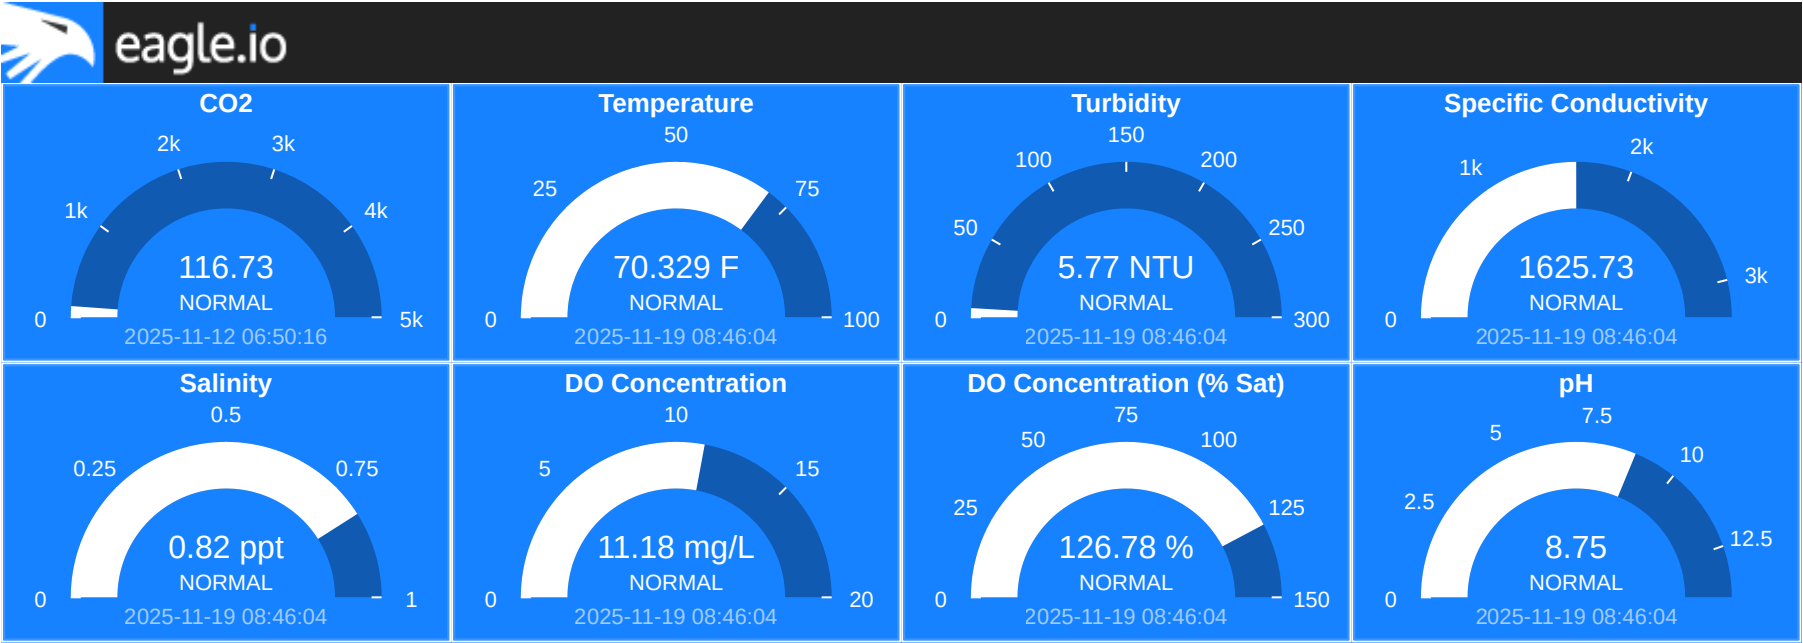 eagle.io
CO2
0
1k
2k
3k
4k
5k
116.73
NORMAL
2025-11-12 06:50:16
Temperature
0
25
50
75
100
70.329 F
NORMAL
2025-11-19 08:46:04
Turbidity
0
50
100
150
200
250
300
5.77 NTU
NORMAL
2025-11-19 08:46:04
Specific Conductivity
0
1k
2k
3k
1625.73
NORMAL
2025-11-19 08:46:04
Salinity
0
0.25
0.5
0.75
1
0.82 ppt
NORMAL
2025-11-19 08:46:04
DO Concentration
0
5
10
15
20
11.18 mg/L
NORMAL
2025-11-19 08:46:04
DO Concentration (% Sat)
0
25
50
75
100
125
150
126.78 %
NORMAL
2025-11-19 08:46:04
pH
0
2.5
5
7.5
10
12.5
8.75
NORMAL
2025-11-19 08:46:04